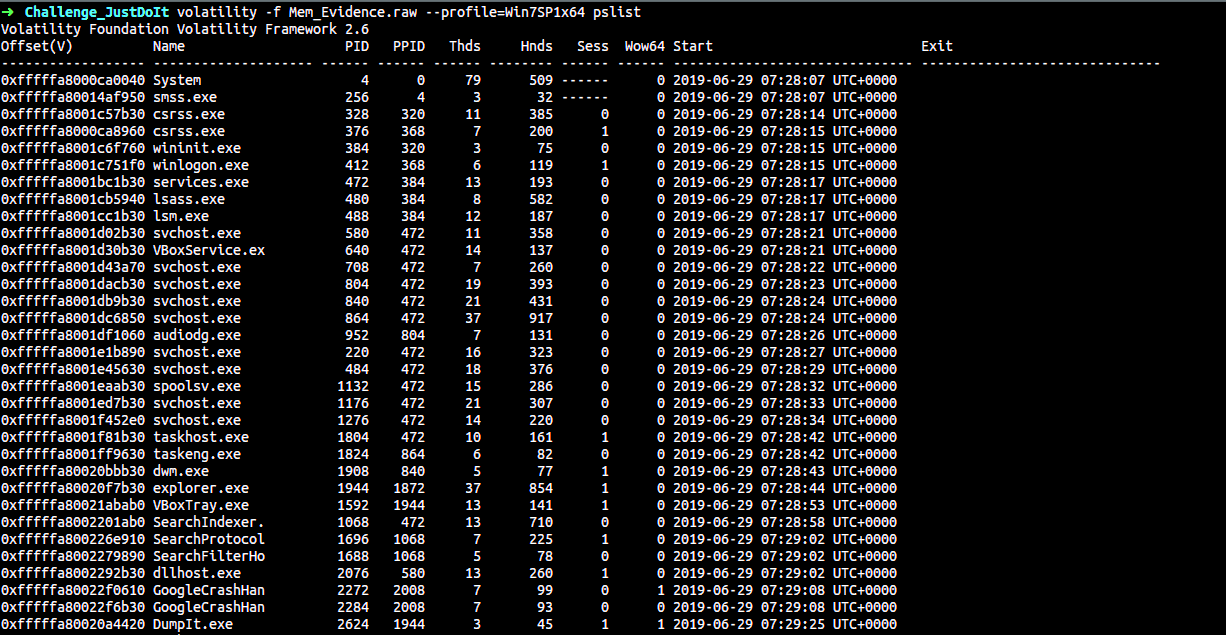 → Challenge_JustDoIt volatility -f Mem_Evidence.raw --profile=Win7SP1x64 pslist
Volatility Foundation Volatility Framework 2.6
Offset(V)          Name                    PID   PPID   Thds     Hnds   Sess  Wow64 Start                          Exit
------------------ -------------------- ------ ------ ------ -------- ------ ------ ------------------------------ ------------------------------
0xfffffa8000ca0040 System                    4      0     79      509 ------      0 2019-06-29 07:28:07 UTC+0000
0xfffffa80014af950 smss.exe                256      4      3       32 ------      0 2019-06-29 07:28:07 UTC+0000
0xfffffa8001c57b30 csrss.exe               328    320     11      385      0      0 2019-06-29 07:28:14 UTC+0000
0xfffffa8000ca8960 csrss.exe               376    368      7      200      1      0 2019-06-29 07:28:15 UTC+0000
0xfffffa8001c6f760 wininit.exe             384    320      3       75      0      0 2019-06-29 07:28:15 UTC+0000
0xfffffa8001c751f0 winlogon.exe            412    368      6      119      1      0 2019-06-29 07:28:15 UTC+0000
0xfffffa8001bc1b30 services.exe            472    384     13      193      0      0 2019-06-29 07:28:17 UTC+0000
0xfffffa8001cb5940 lsass.exe               480    384      8      582      0      0 2019-06-29 07:28:17 UTC+0000
0xfffffa8001cc1b30 lsm.exe                 488    384     12      187      0      0 2019-06-29 07:28:17 UTC+0000
0xfffffa8001d02b30 svchost.exe             580    472     11      358      0      0 2019-06-29 07:28:21 UTC+0000
0xfffffa8001d30b30 VBoxService.ex          640    472     14      137      0      0 2019-06-29 07:28:21 UTC+0000
0xfffffa8001d43a70 svchost.exe             708    472      7      260      0      0 2019-06-29 07:28:22 UTC+0000
0xfffffa8001dacb30 svchost.exe             804    472     19      393      0      0 2019-06-29 07:28:23 UTC+0000
0xfffffa8001db9b30 svchost.exe             840    472     21      431      0      0 2019-06-29 07:28:24 UTC+0000
0xfffffa8001dc6850 svchost.exe             864    472     37      917      0      0 2019-06-29 07:28:24 UTC+0000
0xfffffa8001df1060 audiodg.exe             952    804      7      131      0      0 2019-06-29 07:28:26 UTC+0000
0xfffffa8001e1b890 svchost.exe             220    472     16      323      0      0 2019-06-29 07:28:27 UTC+0000
0xfffffa8001e45630 svchost.exe             484    472     18      376      0      0 2019-06-29 07:28:29 UTC+0000
0xfffffa8001eaab30 spoolsv.exe            1132    472     15      286      0      0 2019-06-29 07:28:32 UTC+0000
0xfffffa8001ed7b30 svchost.exe            1176    472     21      307      0      0 2019-06-29 07:28:33 UTC+0000
0xfffffa8001f452e0 svchost.exe            1276    472     14      220      0      0 2019-06-29 07:28:34 UTC+0000
0xfffffa8001f81b30 taskhost.exe           1804    472     10      161      1      0 2019-06-29 07:28:42 UTC+0000
0xfffffa8001ff9630 taskeng.exe            1824    864      6       82      0      0 2019-06-29 07:28:42 UTC+0000
0xfffffa80020bbb30 dwm.exe                1908    840      5       77      1      0 2019-06-29 07:28:43 UTC+0000
0xfffffa80020f7b30 explorer.exe           1944   1872     37      854      1      0 2019-06-29 07:28:44 UTC+0000
0xfffffa80021abab0 VBoxTray.exe           1592   1944     13      141      1      0 2019-06-29 07:28:53 UTC+0000
0xfffffa8002201ab0 SearchIndexer.         1068    472     13      710      0      0 2019-06-29 07:28:58 UTC+0000
0xfffffa800226e910 SearchProtocol         1696   1068      7      225      1      0 2019-06-29 07:29:02 UTC+0000
0xfffffa8002279890 SearchFilterHo         1688   1068      5       78      0      0 2019-06-29 07:29:02 UTC+0000
0xfffffa8002292b30 dllhost.exe            2076    580     13      260      1      0 2019-06-29 07:29:02 UTC+0000
0xfffffa80022f0610 GoogleCrashHan         2272   2008      7       99      0      1 2019-06-29 07:29:08 UTC+0000
0xfffffa80022f6b30 GoogleCrashHan         2284   2008      7       93      0      0 2019-06-29 07:29:08 UTC+0000
0xfffffa80020a4420 DumpIt.exe             2624   1944      3       45      1      1 2019-06-29 07:29:25 UTC+0000